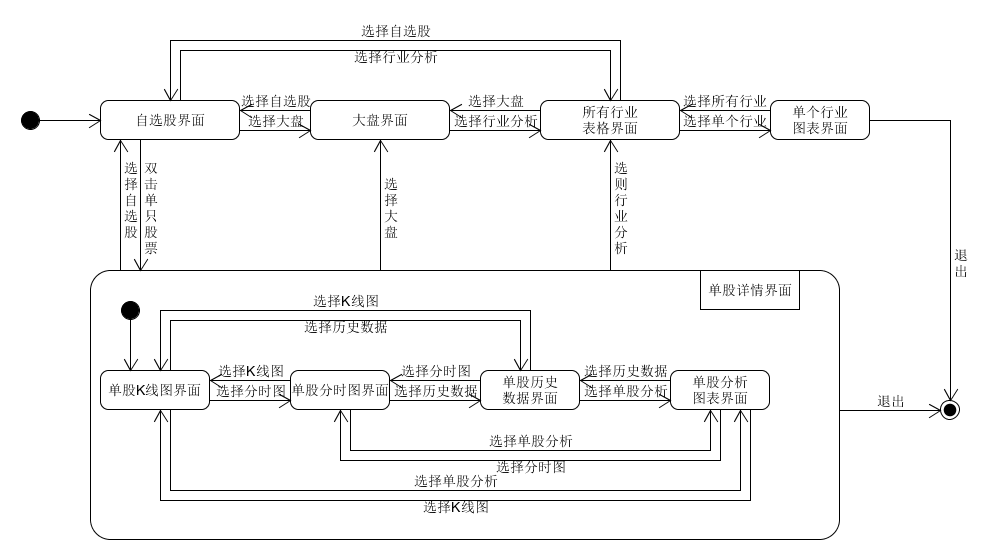 选择自选股
选择行业分析
选择自选股
选择大盘
选择所有行业
自选股界面
大盘界面
所有行业
表格界面
单个行业
图表界面
选择大盘
选择行业分析
选择单个行业
选择自选股
双击单只股票
选择大盘
选则行业分析
退出
单股详情界面
选择K线图
选择历史数据
选择K线图
选择分时图
选择历史数据
单股K线图界面
单股分时图界面
单股历史
数据界面
单股分析
图表界面
选择分时图
选择历史数据
选择单股分析
退出
选择单股分析
选择分时图
选择单股分析
选择K线图